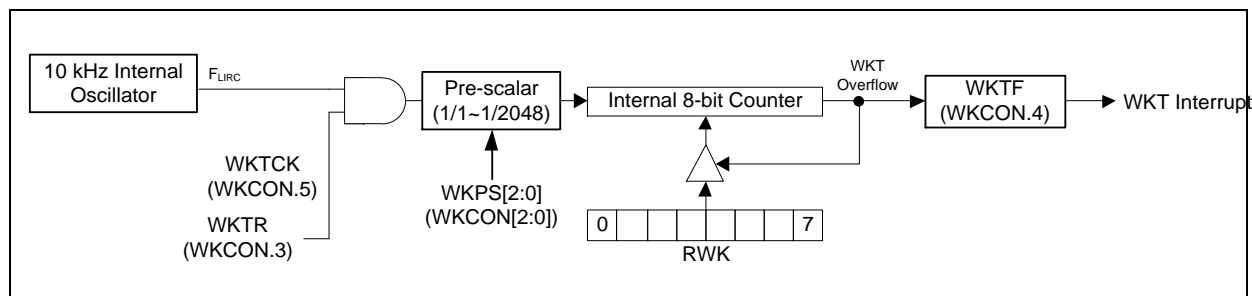 10 kHz Internal
Oscillator
FLIRC
Pre-scalar
(1/1~1/2048)
Internal 8-bit Counter
WKT
Overflow
WKTF
(WKCON.4)
WKT Interrupt
WKTCK
(WKCON.5)
WKTR
(WKCON.3)
WKPS[2:0]
(WKCON[2:0])
0 7
RWK